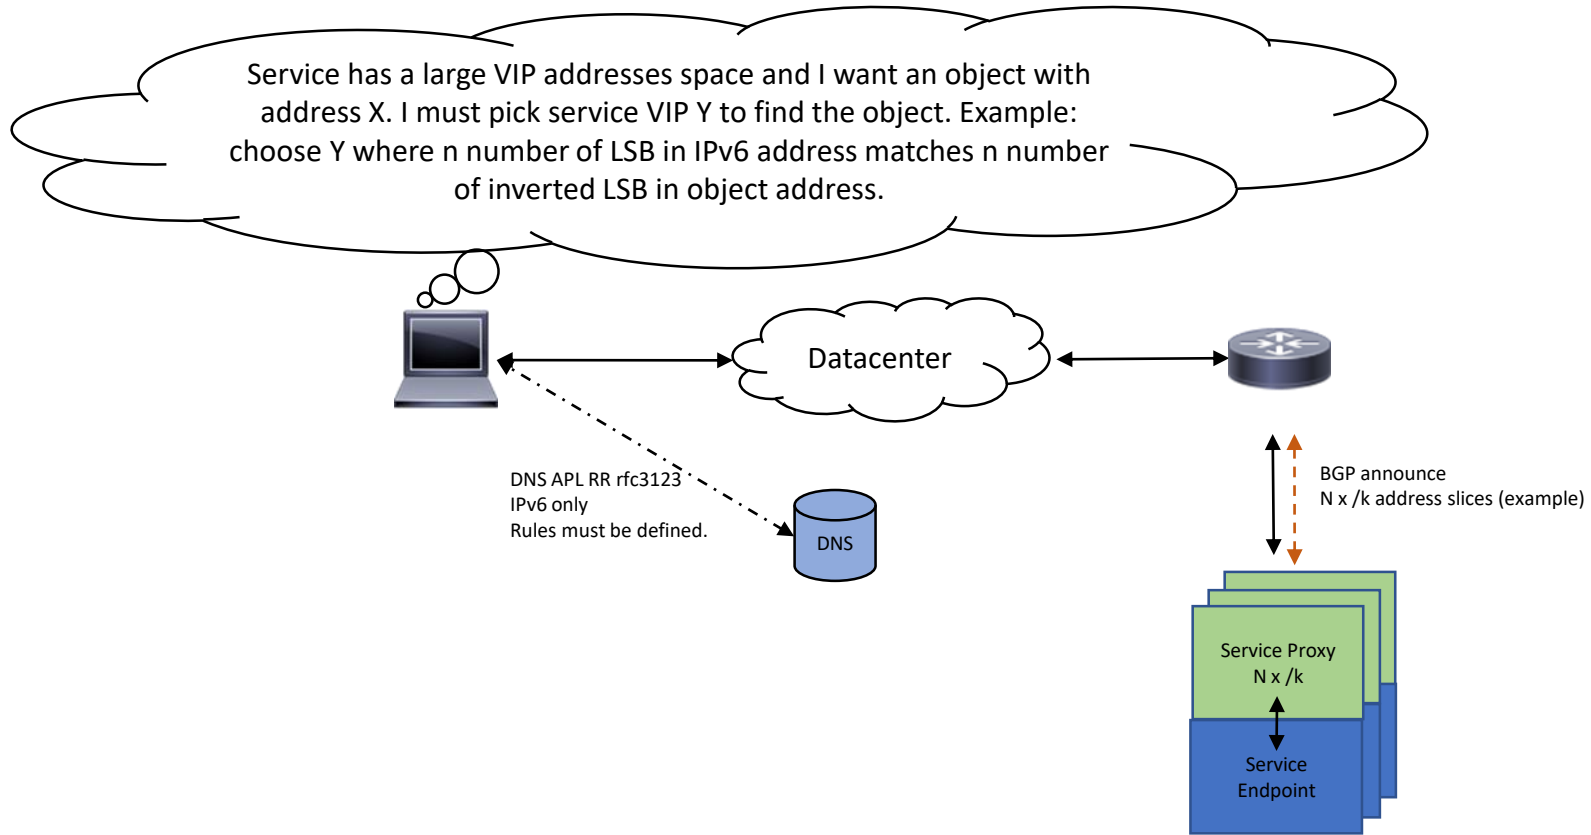 Service has a large VIP addresses space and I want an object with
address X. I must pick service VIP Y to find the object. Example:
choose Y where n number of LSB in IPv6 address matches n number
of inverted LSB in object address.
Datacenter
DNS APL RR rfc3123
IPv6 only
Rules must be defined.
DNS
BGP announce
N x /k address slices (example)
Service Proxy
N x /k
Service
Endpoint